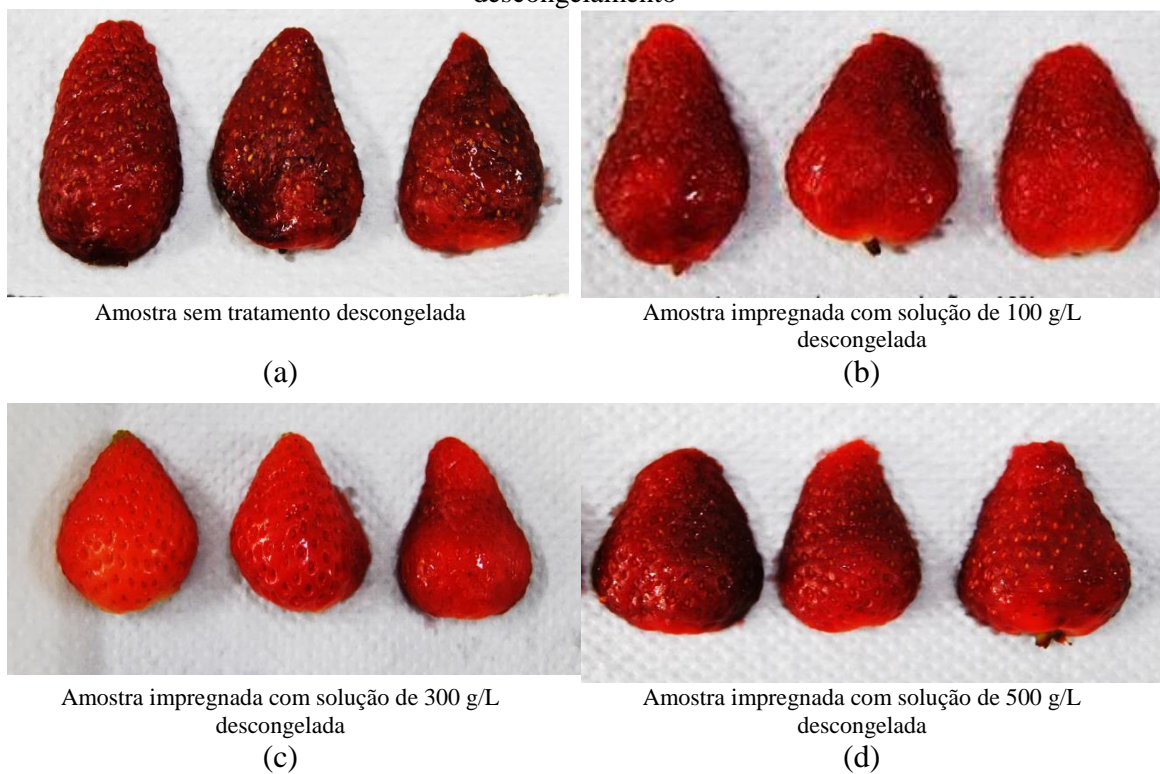 descongelamento
Amostra sem tratamento descongelada
(a)
Amostra impregnada com solução de 100 g/L
descongelada
(b)
Amostra impregnada com solução de 300 g/L
descongelada
(c)
Amostra impregnada com solução de 500 g/L
descongelada
(d)